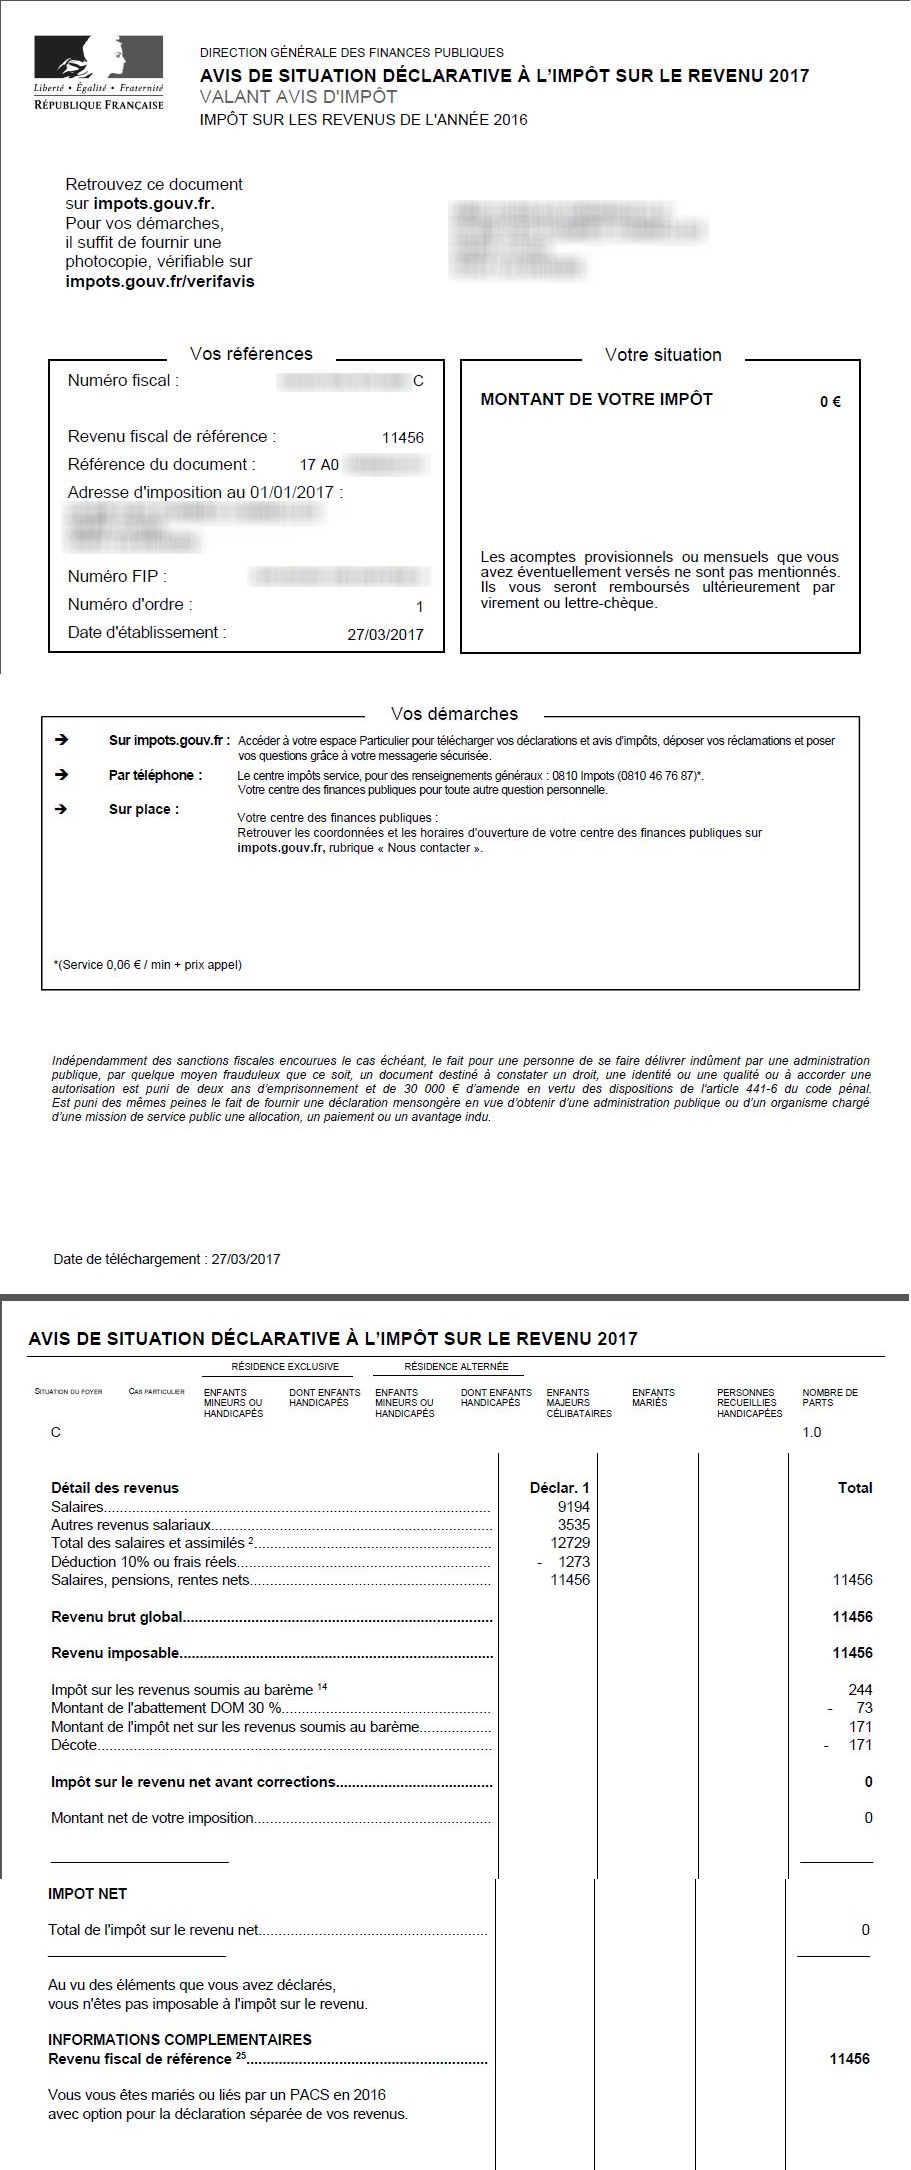 Liberté • Égalité • Fraternité
RÉPUBLIQUE FRANÇAISE
DIRECTION GÉNÉRALE DES FINANCES PUBLIQUES
AVIS DE SITUATION DÉCLARATIVE À L'IMPÔT SUR LE REVENU 2017
VALANT AVIS D'IMPÔT
IMPÔT SUR LES REVENUS DE L'ANNÉE 2016
Retrouvez ce document
sur impots.gouv.fr.
Pour vos démarches,
il suffit de fournir une
photocopie, vérifiable sur
impots.gouv.fr/verifavis
Vos références
Numéro fiscal : C
Revenu fiscal de référence : 11456
Référence du document : 17 A0
Adresse d'imposition au 01/01/2017 :
Numéro FIP :
Numéro d'ordre : 1
Date d'établissement : 27/03/2017
Votre situation
MONTANT DE VOTRE IMPÔT 0 €
Les acomptes provisionnels ou mensuels que vous
avez éventuellement versés ne sont pas mentionnés.
Ils vous seront remboursés ultérieurement par
virement ou lettre-chèque.
Vos démarches
➔ Sur impots.gouv.fr : Accéder à votre espace Particulier pour télécharger vos déclarations et avis d'impôts, déposer vos réclamations et poser
vos questions grâce à votre messagerie sécurisée.
➔ Par téléphone : Le centre impôts service, pour des renseignements généraux : 0810 Impots (0810 46 76 87)*.
Votre centre des finances publiques pour toute autre question personnelle.
➔ Sur place :
Votre centre des finances publiques :
Retrouver les coordonnées et les horaires d'ouverture de votre centre des finances publiques sur
impots.gouv.fr, rubrique « Nous contacter ».
*(Service 0,06 € / min + prix appel)
Indépendamment des sanctions fiscales encourues le cas échéant, le fait pour une personne de se faire délivrer indûment par une administration
publique, par quelque moyen frauduleux que ce soit, un document destiné à constater un droit, une identité ou une qualité ou à accorder une
autorisation est puni de deux ans d'emprisonnement et de 30 000 € d'amende en vertu des dispositions de l'article 441-6 du code pénal.
Est puni des mêmes peines le fait de fournir une déclaration mensongère en vue d'obtenir d'une administration publique ou d'un organisme chargé
d'une mission de service public une allocation, un paiement ou un avantage indu.
Date de téléchargement : 27/03/2017
AVIS DE SITUATION DÉCLARATIVE À L'IMPÔT SUR LE REVENU 2017
RÉSIDENCE EXCLUSIVE RÉSIDENCE ALTERNÉE
SITUATION DU FOYER CAS PARTICULIER ENFANTS DONT ENFANTS ENFANTS DONT ENFANTS ENFANTS ENFANTS PERSONNES NOMBRE DE
MINEURS OU HANDICAPÉS MINEURS OU HANDICAPÉS MAJEURS MARIÉS RECUEILLIES PARTS
HANDICAPÉS HANDICAPÉS CÉLIBATAIRES HANDICAPÉES
C 1.0
Détail des revenus Déclar. 1 Total
Salaires 9194
Autres revenus salariaux 3535
Total des salaires et assimilés 2 12729
Déduction 10% ou frais réels - 1273
Salaires, pensions, rentes nets 11456 11456
Revenu brut global 11456
Revenu imposable 11456
Impôt sur les revenus soumis au barème 14 244
Montant de l'abattement DOM 30 % - 73
Montant de l'impôt net sur les revenus soumis au barème 171
Décote - 171
Impôt sur le revenu net avant corrections 0
Montant net de votre imposition 0
IMPOT NET
Total de l'impôt sur le revenu net 0
Au vu des éléments que vous avez déclarés,
vous n'êtes pas imposable à l'impôt sur le revenu.
INFORMATIONS COMPLEMENTAIRES
Revenu fiscal de référence 25 11456
Vous vous êtes mariés ou liés par un PACS en 2016
avec option pour la déclaration séparée de vos revenus.